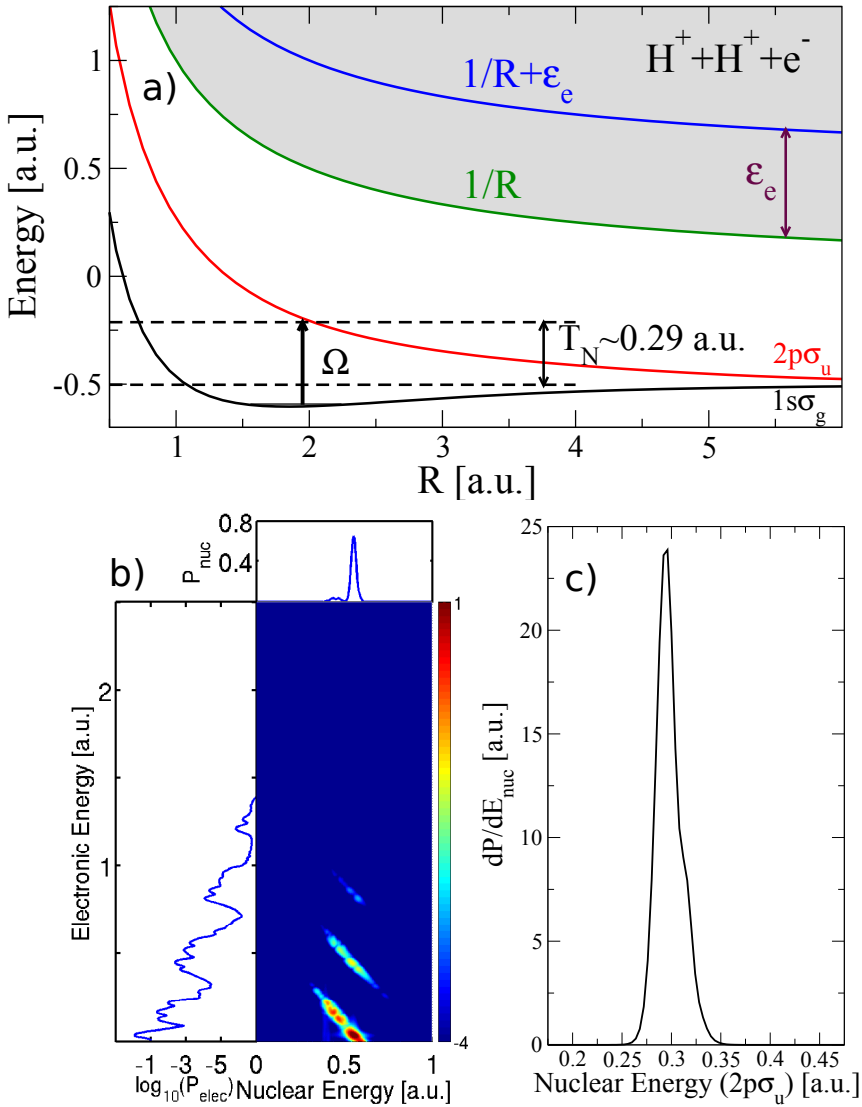 a)
H⁺+H⁺+e⁻
1/R+ε_e
1/R
ε_e
Ω
T_N~0.29 a.u.
2pσ_u
1sσ_g
Energy [a.u.]
1
0.5
0
-0.5
1 2 3 4 5
R [a.u.]
b)
P_nuc
0.8
0.4
Electronic Energy [a.u.]
2
1
1
-4
-1 -3 -5 0 0.5 1
log₁₀(P_elec) Nuclear Energy [a.u.]
c)
dP/dE_nuc [a.u.]
25
20
15
10
5
0
0.2 0.25 0.3 0.35 0.4 0.45
Nuclear Energy (2pσ_u) [a.u.]